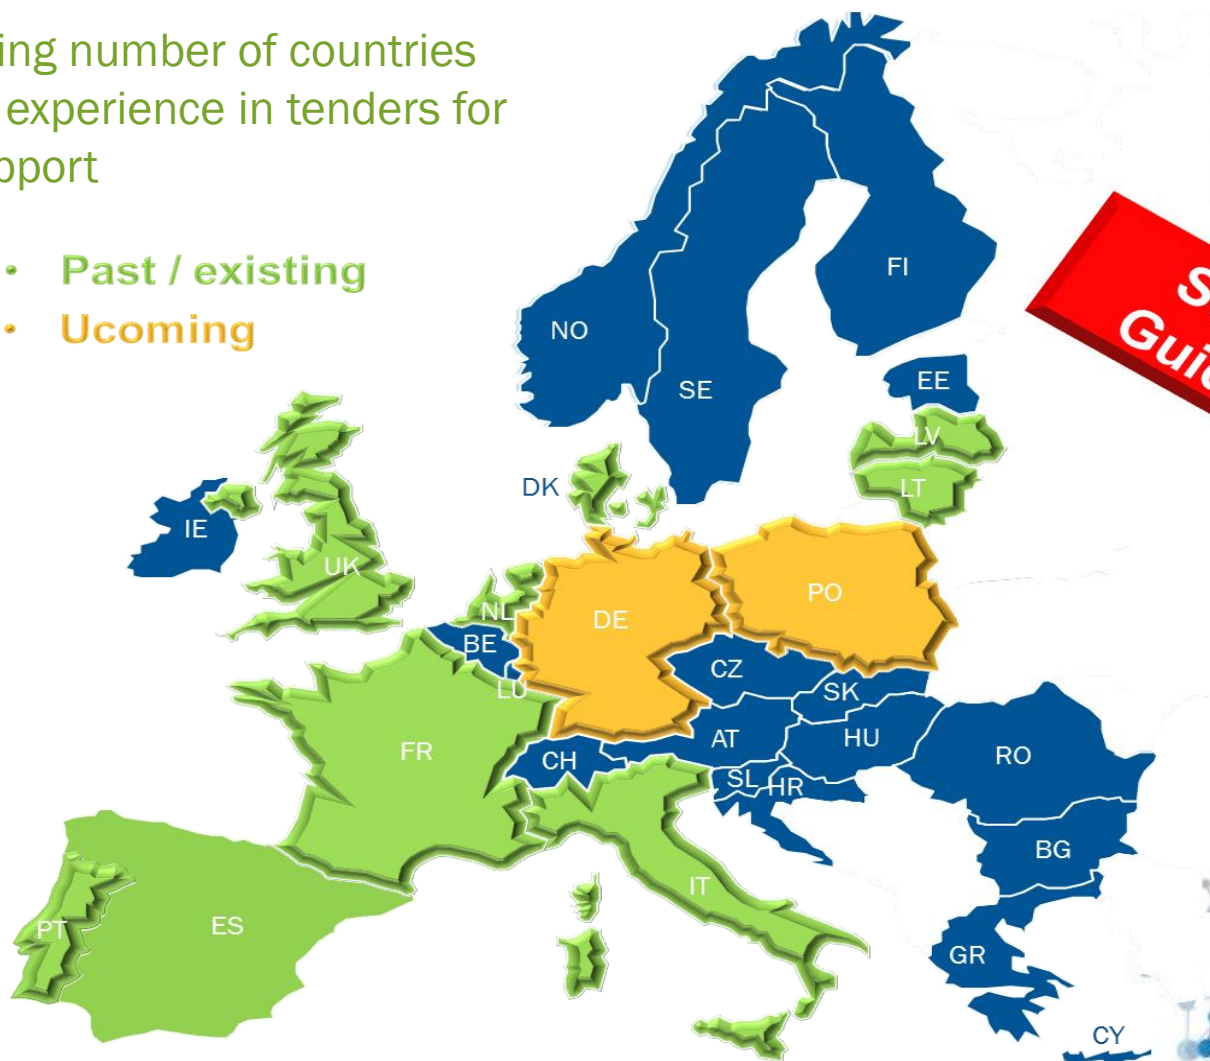 ing number of countries
experience in tenders for
pport
• Past / existing
• Ucoming
S
Gui
FI
NO
SE
EE
LV
DK
LT
IE
UK
PO
NL
DE
BE
CZ
LU
SK
AT
HU
FR
CH
RO
SL
HR
BG
IT
ES
PT
GR
CY